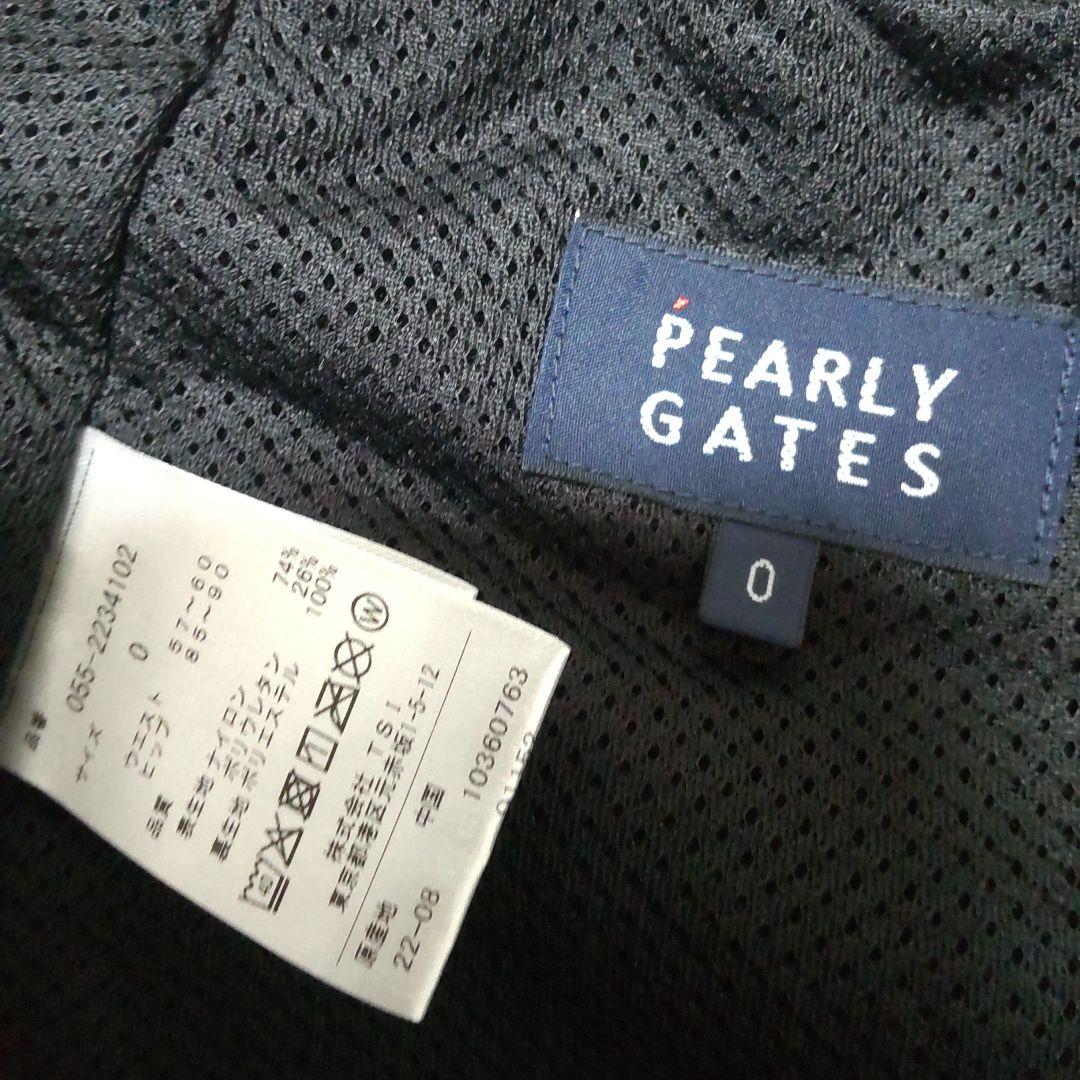 PEARLY
GATES
0
品番 055-2234102
サイズ 0
ウエスト 57~60
ヒップ 85~90
品質
表生地 ナイロン 74%
ポリウレタン 26%
裏生地 ポリエステル 100%
40
W
株式会社 TSI
東京都港区元赤坂1-5-12
原産地 中国
22-08 10360763